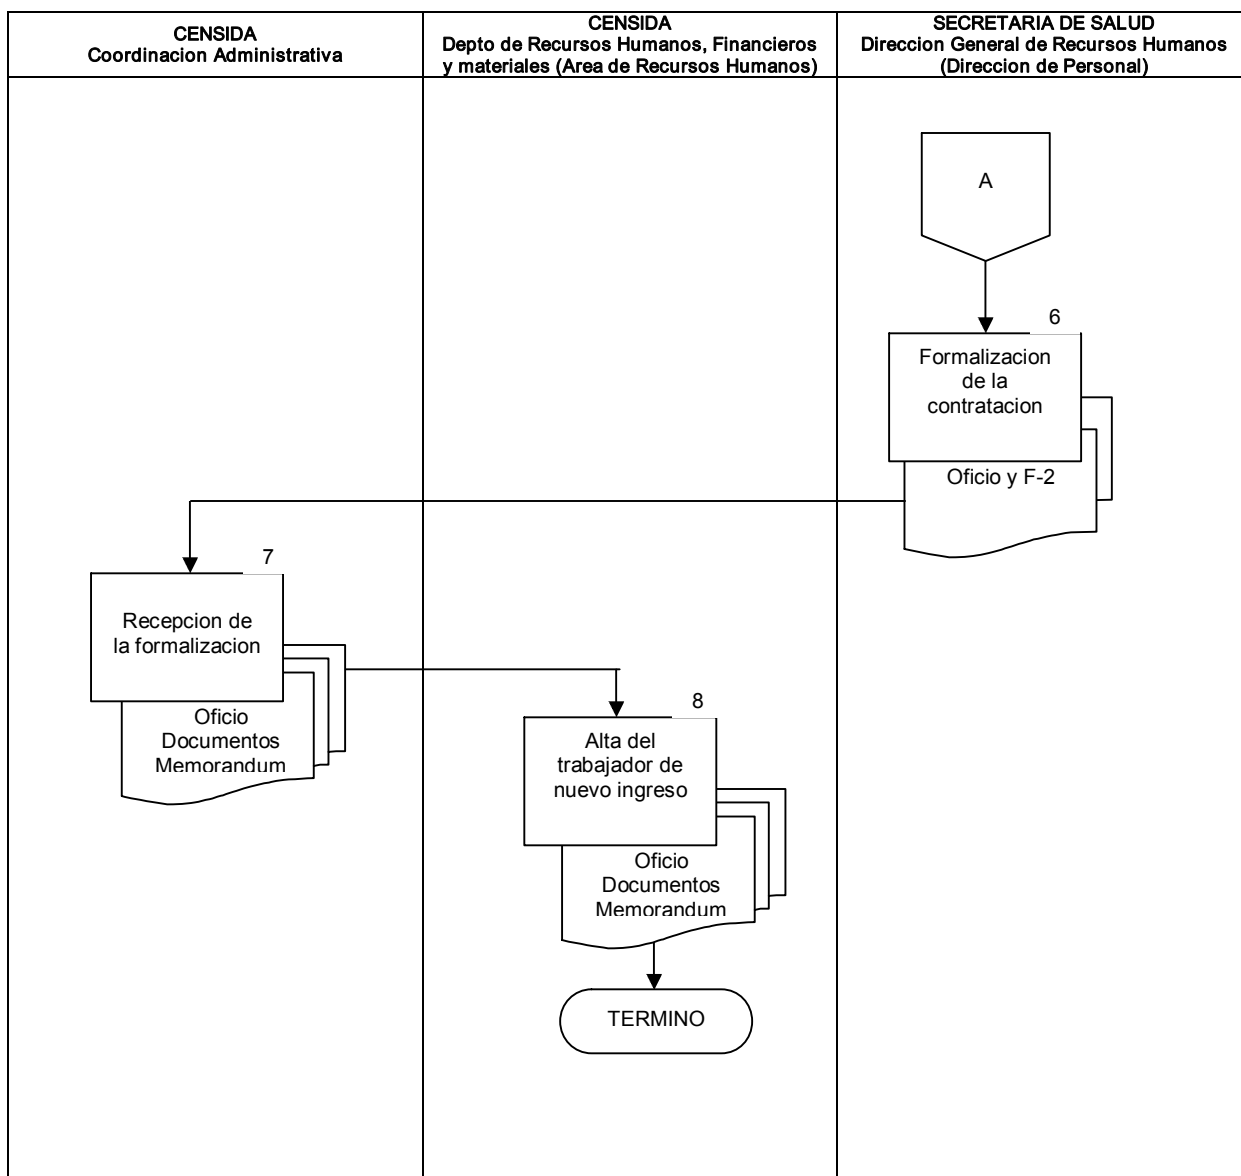 CENSIDA
Coordinacion Administrativa
CENSIDA
Depto de Recursos Humanos, Financieros
y materiales (Area de Recursos Humanos)
SECRETARIA DE SALUD
Direccion General de Recursos Humanos
(Direccion de Personal)
A
6
Formalizacion
de la
contratacion
Oficio y F-2
7
Recepcion de
la formalizacion
Oficio
Documentos
Memorandum
8
Alta del
trabajador de
nuevo ingreso
Oficio
Documentos
Memorandum
TERMINO